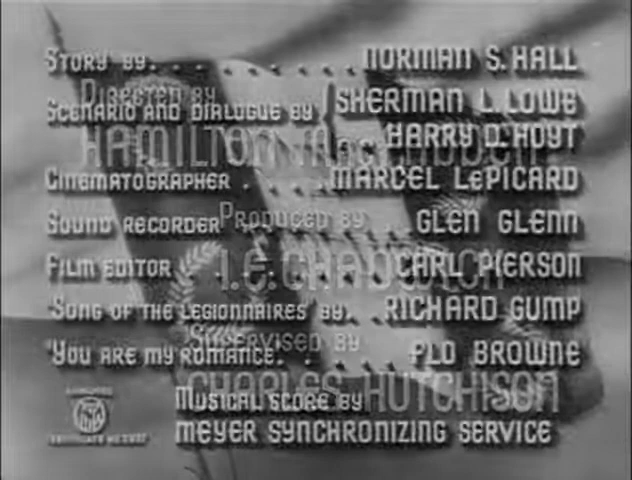 STORY BY. . . . . . . . . . NORMAN S. HALL
DIRECTED BY
SCENARIO AND DIALOGUE BY SHERMAN L. LOWE
HARRY O. HOYT
HAMILTON MACFADDEN
CINEMATOGRAPHER . . . . MARCEL LEPICARD
SOUND RECORDER . . GLEN GLENN
PRODUCED BY
FILM EDITOR . . . . . . . CARL PIERSON
I.E. CHADWICK
"SONG OF THE LEGIONNAIRES" BY. RICHARD GUMP
SUPERVISED BY
"YOU ARE MY ROMANCE. . . FLO BROWNE
CHARLES HUTCHISON
MUSICAL SCORE BY
MEYER SYNCHRONIZING SERVICE